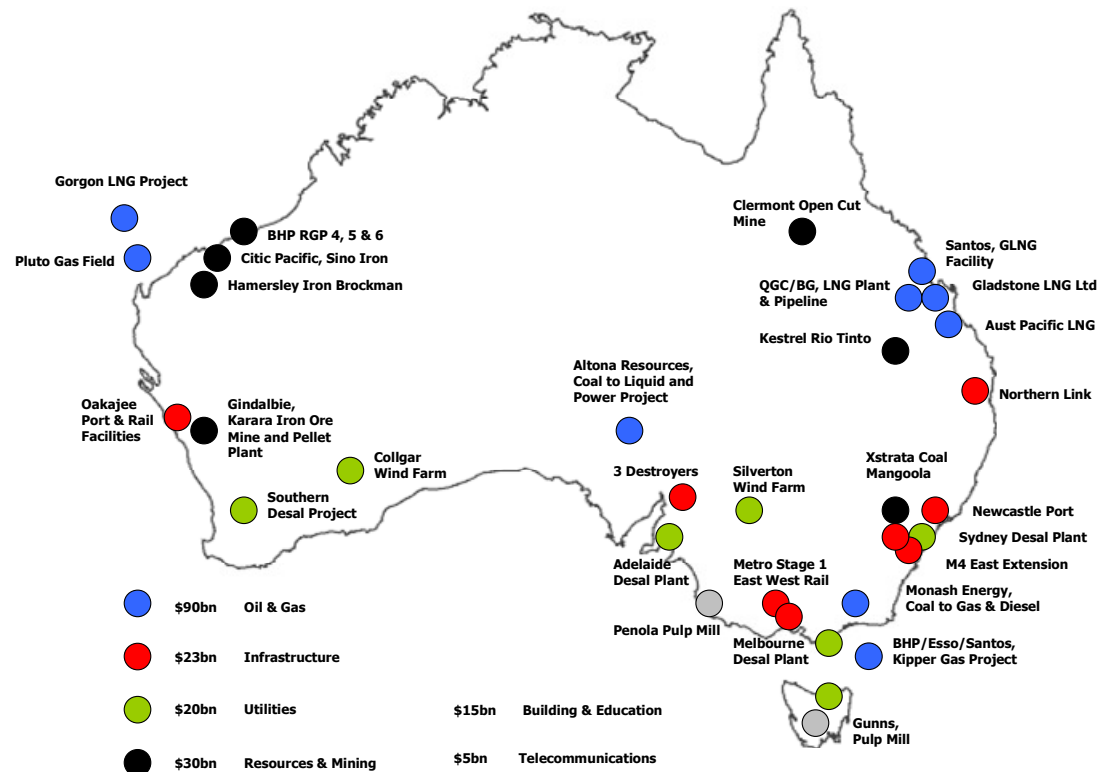 Gorgon LNG Project
Pluto Gas Field
BHP RGP 4, 5 & 6
Citic Pacific, Sino Iron
Hamersley Iron Brockman
Clermont Open Cut
Mine
Santos, GLNG
Facility
QGC/BG, LNG Plant
& Pipeline
Gladstone LNG Ltd
Aust Pacific LNG
Kestrel Rio Tinto
Altona Resources,
Coal to Liquid and
Power Project
Northern Link
Oakajee
Port & Rail
Facilities
Gindalbie,
Karara Iron Ore
Mine and Pellet
Plant
Collgar
Wind Farm
Southern
Desal Project
3 Destroyers
Silverton
Wind Farm
Xstrata Coal
Mangoola
Newcastle Port
Sydney Desal Plant
M4 East Extension
Adelaide
Desal Plant
Metro Stage 1
East West Rail
Monash Energy,
Coal to Gas & Diesel
Penola Pulp Mill
Melbourne
Desal Plant
BHP/Esso/Santos,
Kipper Gas Project
Gunns,
Pulp Mill
$90bn Oil & Gas
$23bn Infrastructure
$20bn Utilities
$30bn Resources & Mining
$15bn Building & Education
$5bn Telecommunications